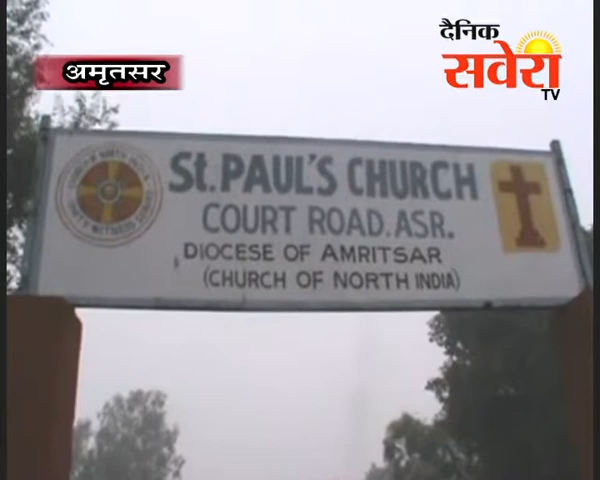 अमृतसर
दैनिक
सवेरा
TV
ST. PAUL'S CHURCH
COURT ROAD. ASR.
DIOCESE OF AMRITSAR
(CHURCH OF NORTH INDIA)